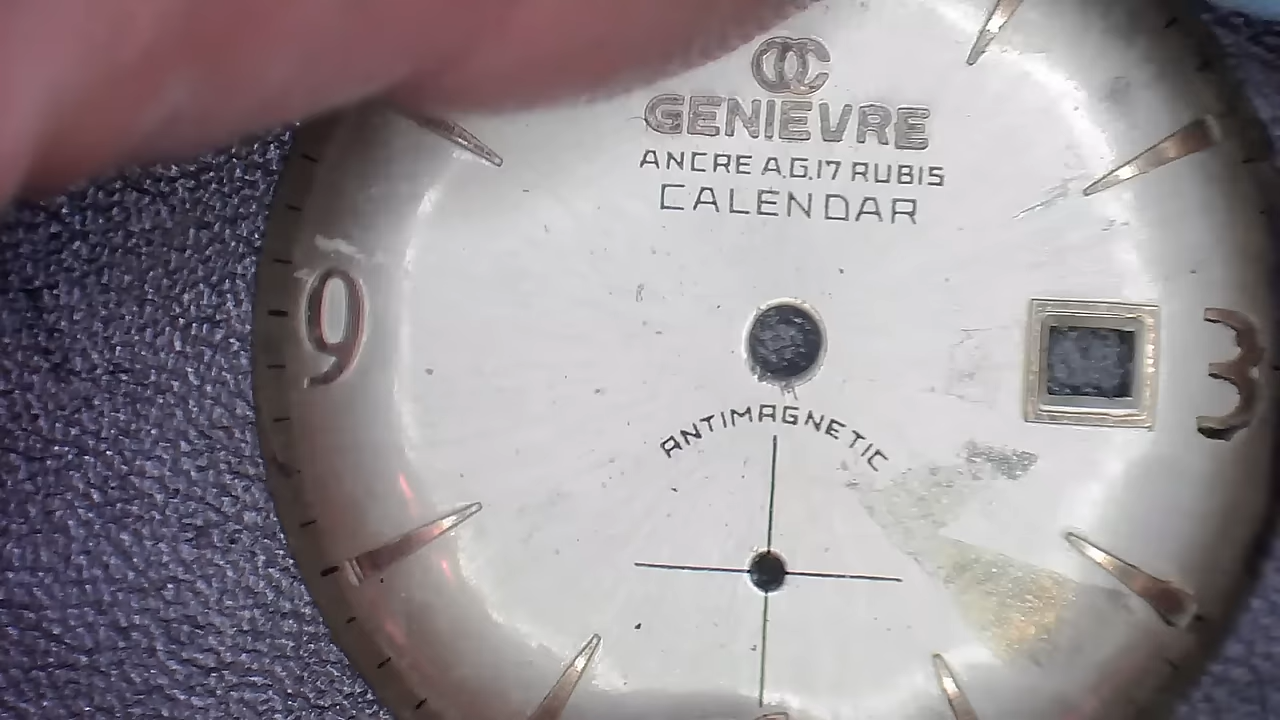 GENIEVRE
ANCRE A.G.17 RUBIS
CALENDAR
9
3
ANTIMAGNETIC